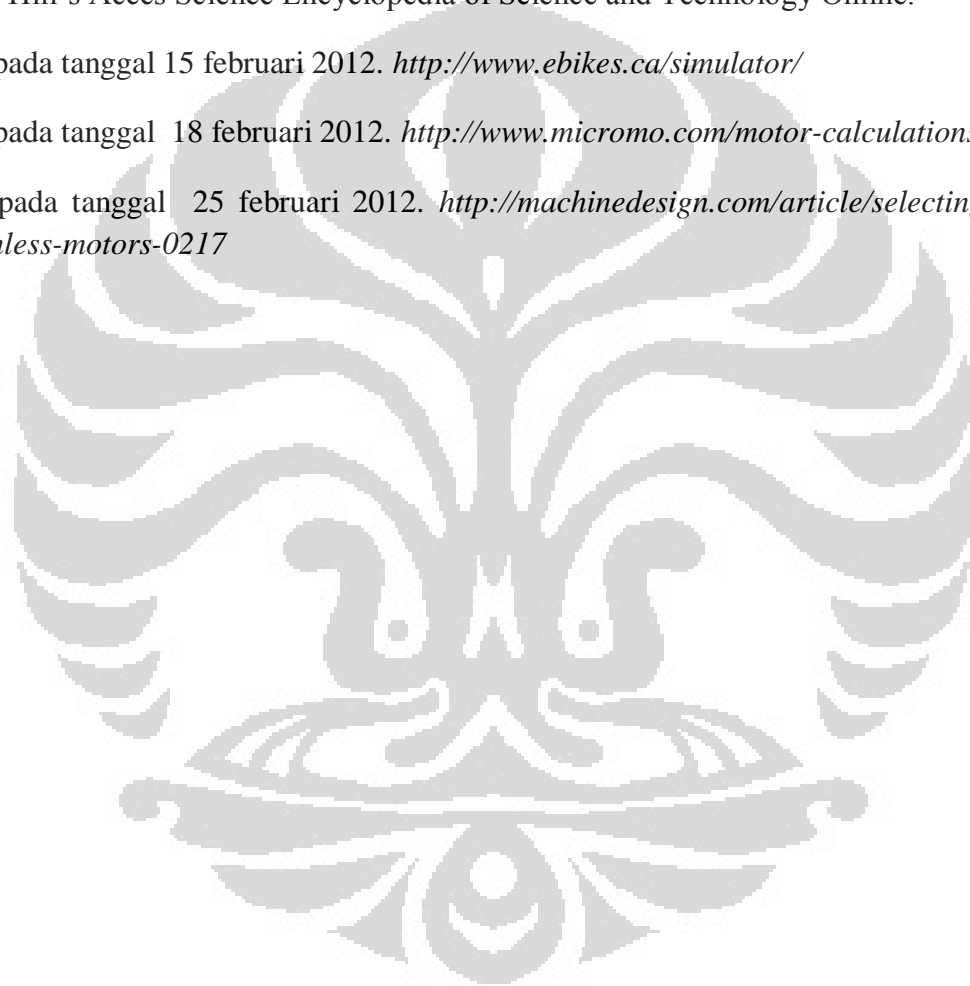 Hill's Acces Science Encyclopedia of Science and Technology Online.
pada tanggal 15 februari 2012. http://www.ebikes.ca/simulator/
pada tanggal 18 februari 2012. http://www.micromo.com/motor-calculations
pada tanggal 25 februari 2012. http://machinedesign.com/article/selecting
nless-motors-0217